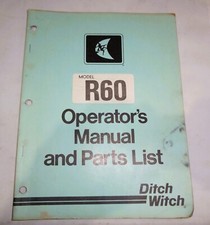 MODEL
R60
Operator's
Manual
and Parts List
Ditch
Witch